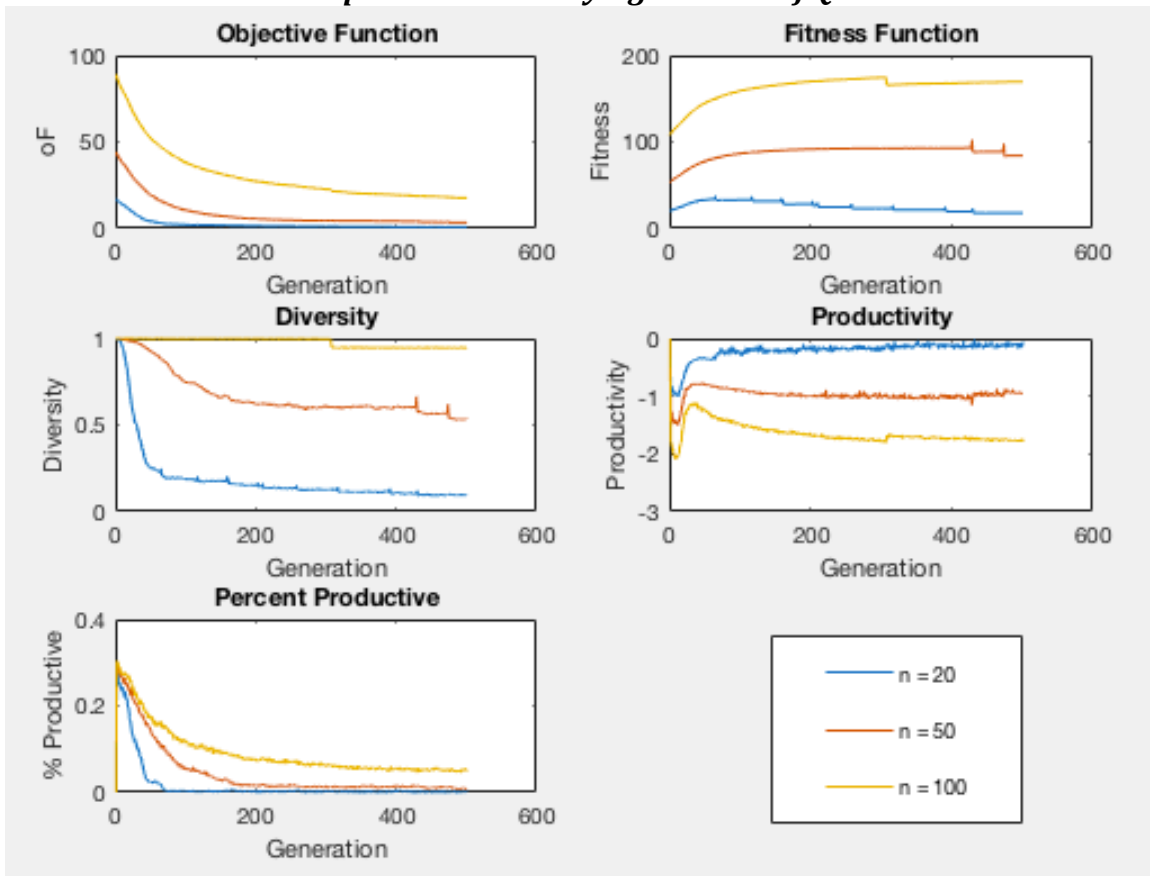 Objective Function
100
50
0
oF
0 200 400 600
Generation
Fitness Function
200
100
0
Fitness
0 200 400 600
Generation
Diversity
1
0.5
0
Diversity
0 200 400 600
Generation
Productivity
0
-1
-2
-3
Productivity
0 200 400 600
Generation
Percent Productive
0.4
0.2
0
% Productive
0 200 400 600
Generation
n = 20
n = 50
n = 100